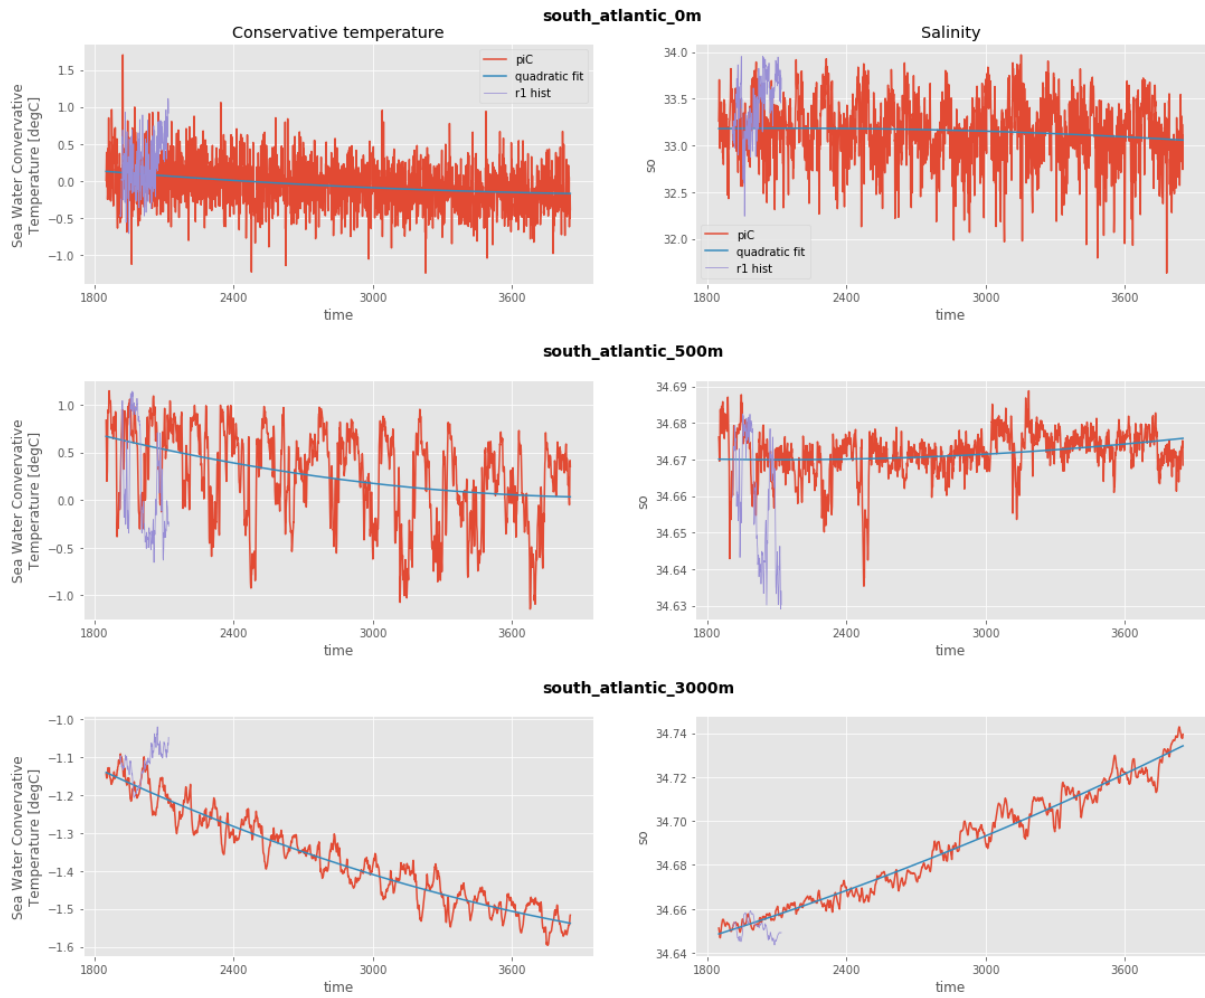 south_atlantic_0m
Conservative temperature
Salinity
Sea Water Convervative
Temperature [degC]
1.5
1.0
0.5
0.0
−0.5
−1.0
piC
quadratic fit
r1 hist
1800
2400
3000
3600
time
so
34.0
33.5
33.0
32.5
32.0
piC
quadratic fit
r1 hist
1800
2400
3000
3600
time
south_atlantic_500m
Sea Water Convervative
Temperature [degC]
1.0
0.5
0.0
−0.5
−1.0
1800
2400
3000
3600
time
so
34.69
34.68
34.67
34.66
34.65
34.64
34.63
1800
2400
3000
3600
time
south_atlantic_3000m
Sea Water Convervative
Temperature [degC]
−1.0
−1.1
−1.2
−1.3
−1.4
−1.5
−1.6
1800
2400
3000
3600
time
so
34.74
34.72
34.70
34.68
34.66
34.64
1800
2400
3000
3600
time